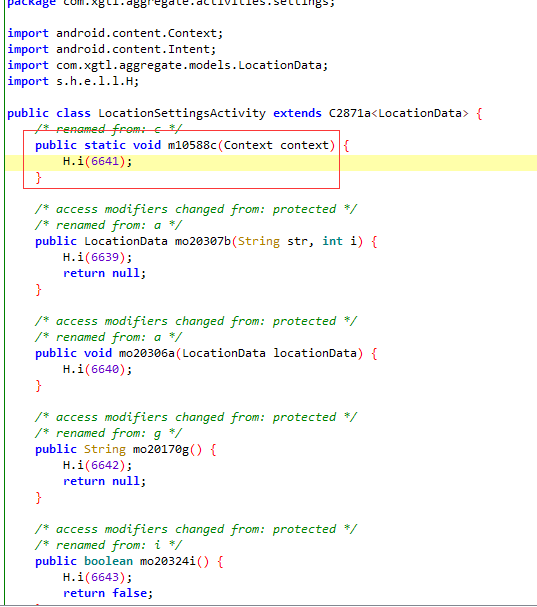 package com.xgtl.aggregate.activities.settings;
import android.content.Context;
import android.content.Intent;
import com.xgtl.aggregate.models.LocationData;
import s.h.e.l.l.H;
public class LocationSettingsActivity extends C2871a<LocationData> {
/* renamed from: c */
public static void m10588c(Context context) {
H.i(6641);
}
/* access modifiers changed from: protected */
/* renamed from: a */
public LocationData mo20307b(String str, int i) {
H.i(6639);
return null;
}
/* access modifiers changed from: protected */
/* renamed from: a */
public void mo20306a(LocationData locationData) {
H.i(6640);
}
/* access modifiers changed from: protected */
/* renamed from: g */
public String mo20170g() {
H.i(6642);
return null;
}
/* access modifiers changed from: protected */
/* renamed from: i */
public boolean mo20324i() {
H.i(6643);
return false;